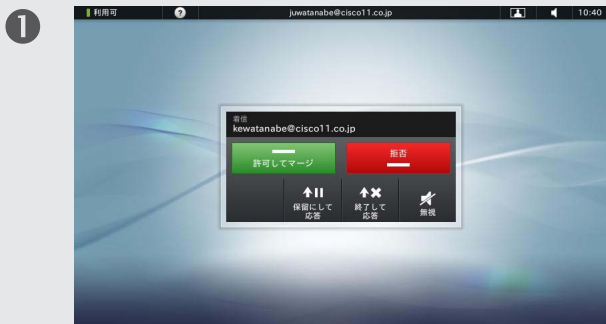 1
利用可 ? juwatanabe@cisco11.co.jp 10:40
着信
kewatanabe@cisco11.co.jp
許可してマージ 拒否
保留にして 終了して 無視
応答 応答